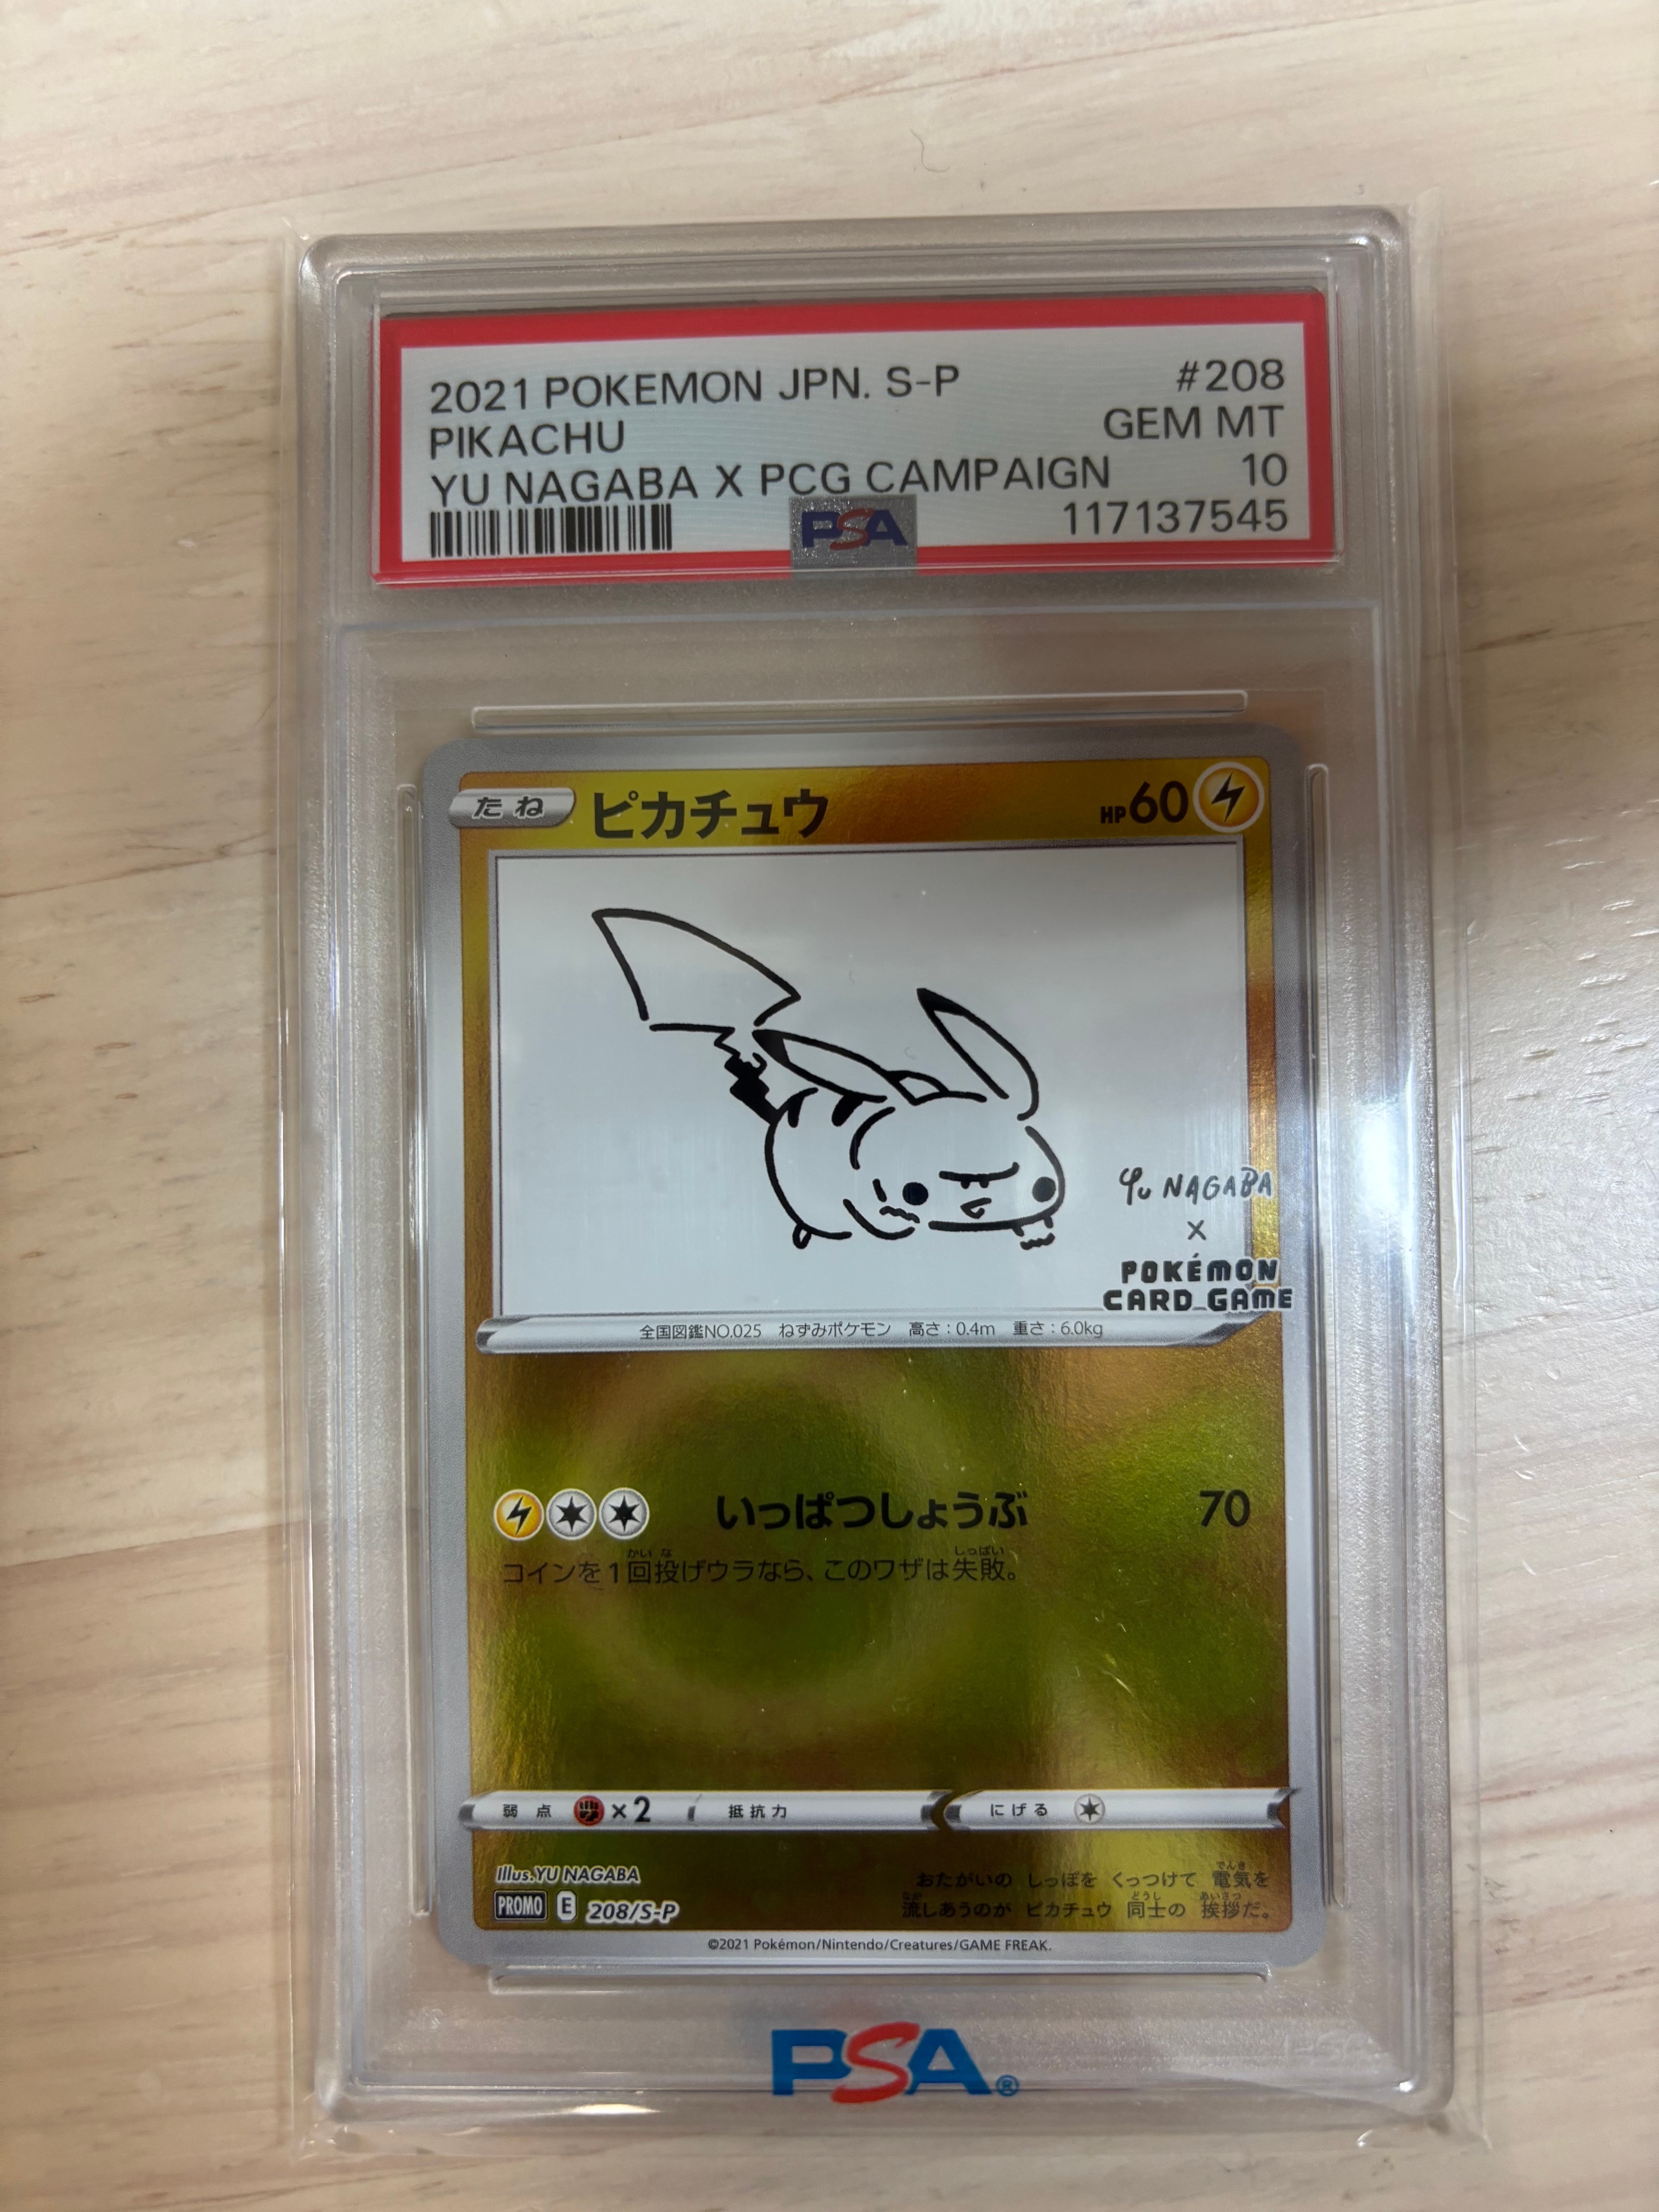 2021 POKEMON JPN. S-P #208
PIKACHU GEM MT
YU NAGABA X PCG CAMPAIGN 10
PSA 117137545
たね ピカチュウ HP60
YU NAGABA
×
POKÉMON
CARD GAME
全国図鑑NO.025 ねずみポケモン 高さ:0.4m 重さ:6.0kg
いっぱつしょうぶ 70
コインを1回投げウラなら、このワザは失敗。
弱点 ×2 抵抗力 にげる
Illus.YU NAGABA
PROMO E 208/S-P
おたがいの しっぽを くっつけて 電気を
流しあうのが ピカチュウ 同士の 挨拶だ。
©2021 Pokémon/Nintendo/Creatures/GAME FREAK.
PSA®